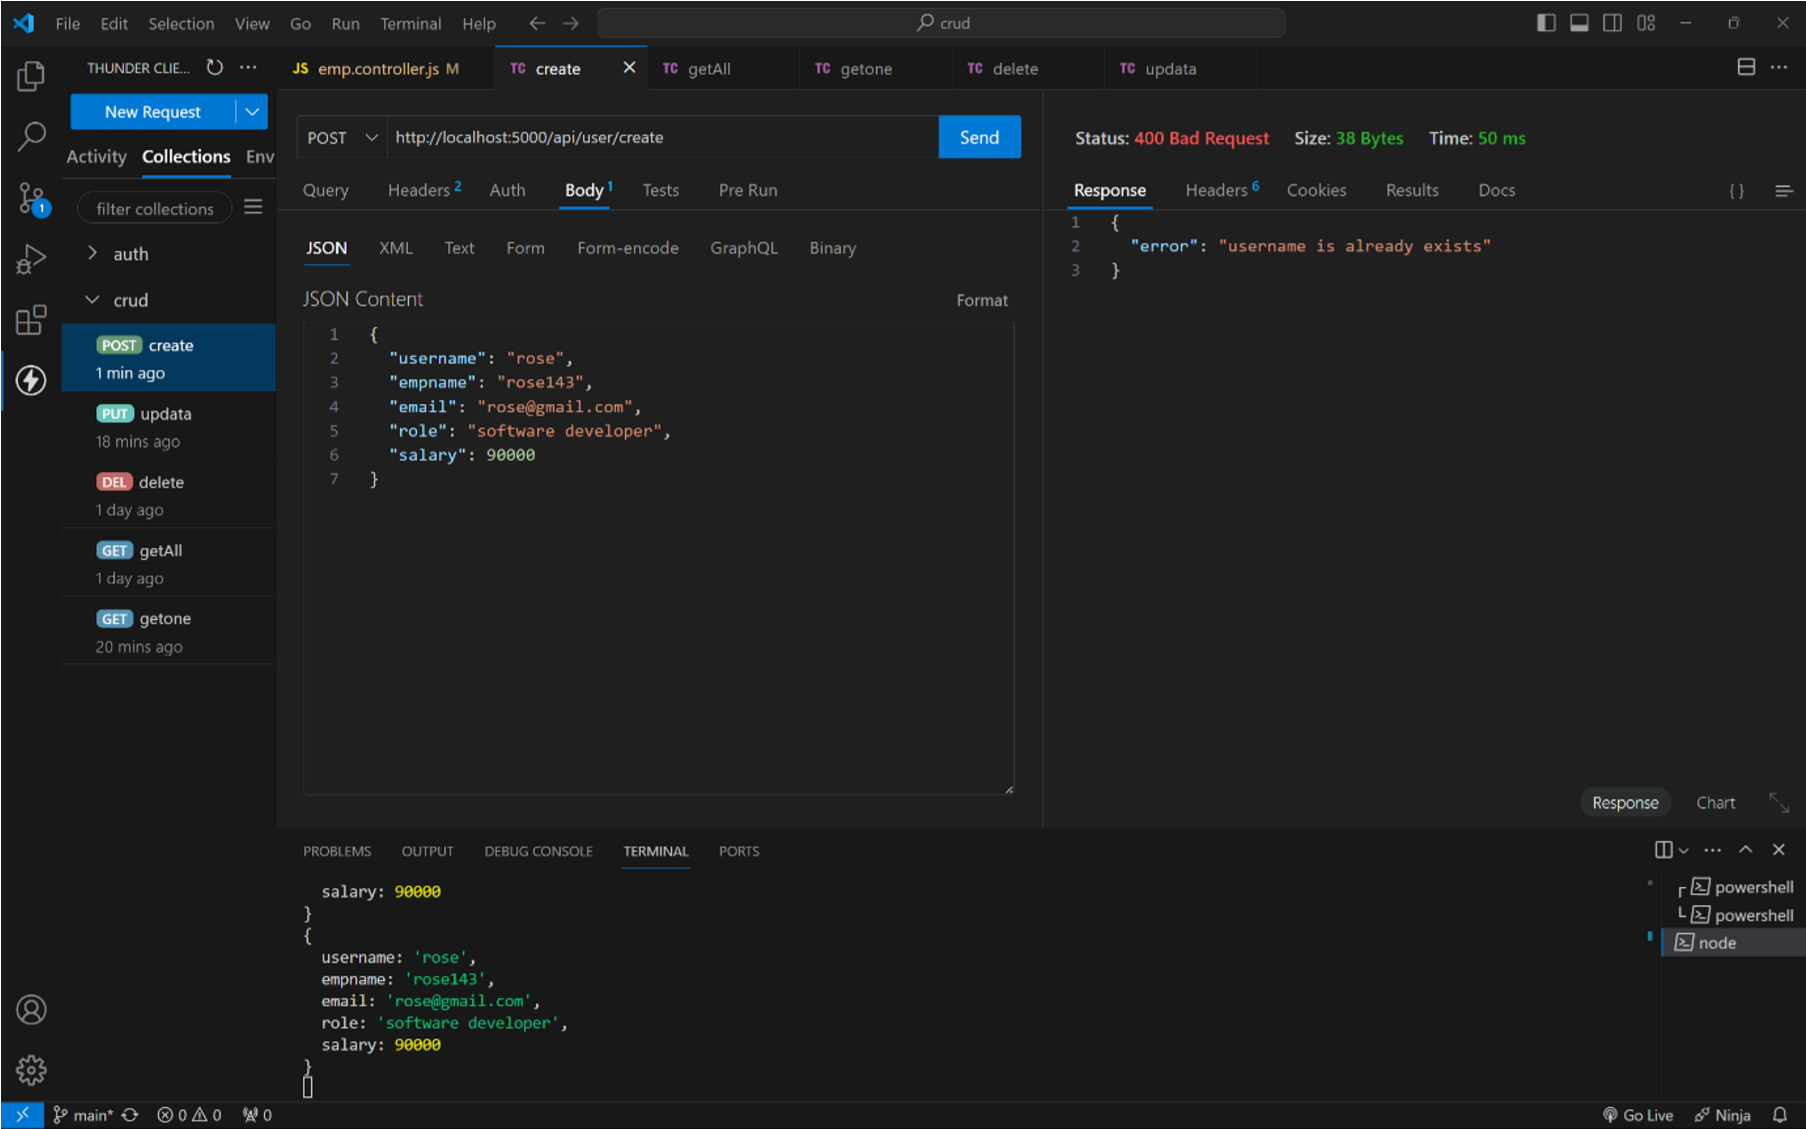 File Edit Selection View Go Run Terminal Help crud
THUNDER CLIE... ...
JS emp.controller.js M
TC create
TC getAll
TC getone
TC delete
TC updata
...
New Request
Activity Collections Env
filter collections
1
auth
crud
POST create
1 min ago
PUT updata
18 mins ago
DEL delete
1 day ago
GET getAll
1 day ago
GET getone
20 mins ago
POST http://localhost:5000/api/user/create Send
Query Headers 2 Auth Body 1 Tests Pre Run
JSON XML Text Form Form-encode GraphQL Binary
JSON Content Format
1 {
2 "username": "rose",
3 "empname": "rose143",
4 "email": "rose@gmail.com",
5 "role": "software developer",
6 "salary": 90000
7 }
Status: 400 Bad Request Size: 38 Bytes Time: 50 ms
Response Headers 6 Cookies Results Docs {}
1 {
2 "error": "username is already exists"
3 }
Response Chart
PROBLEMS OUTPUT DEBUG CONSOLE TERMINAL PORTS ...
salary: 90000
}
{
username: 'rose',
empname: 'rose143',
email: 'rose@gmail.com',
role: 'software developer',
salary: 90000
}
powershell
powershell
node
main* 0 0 0 Go Live Ninja